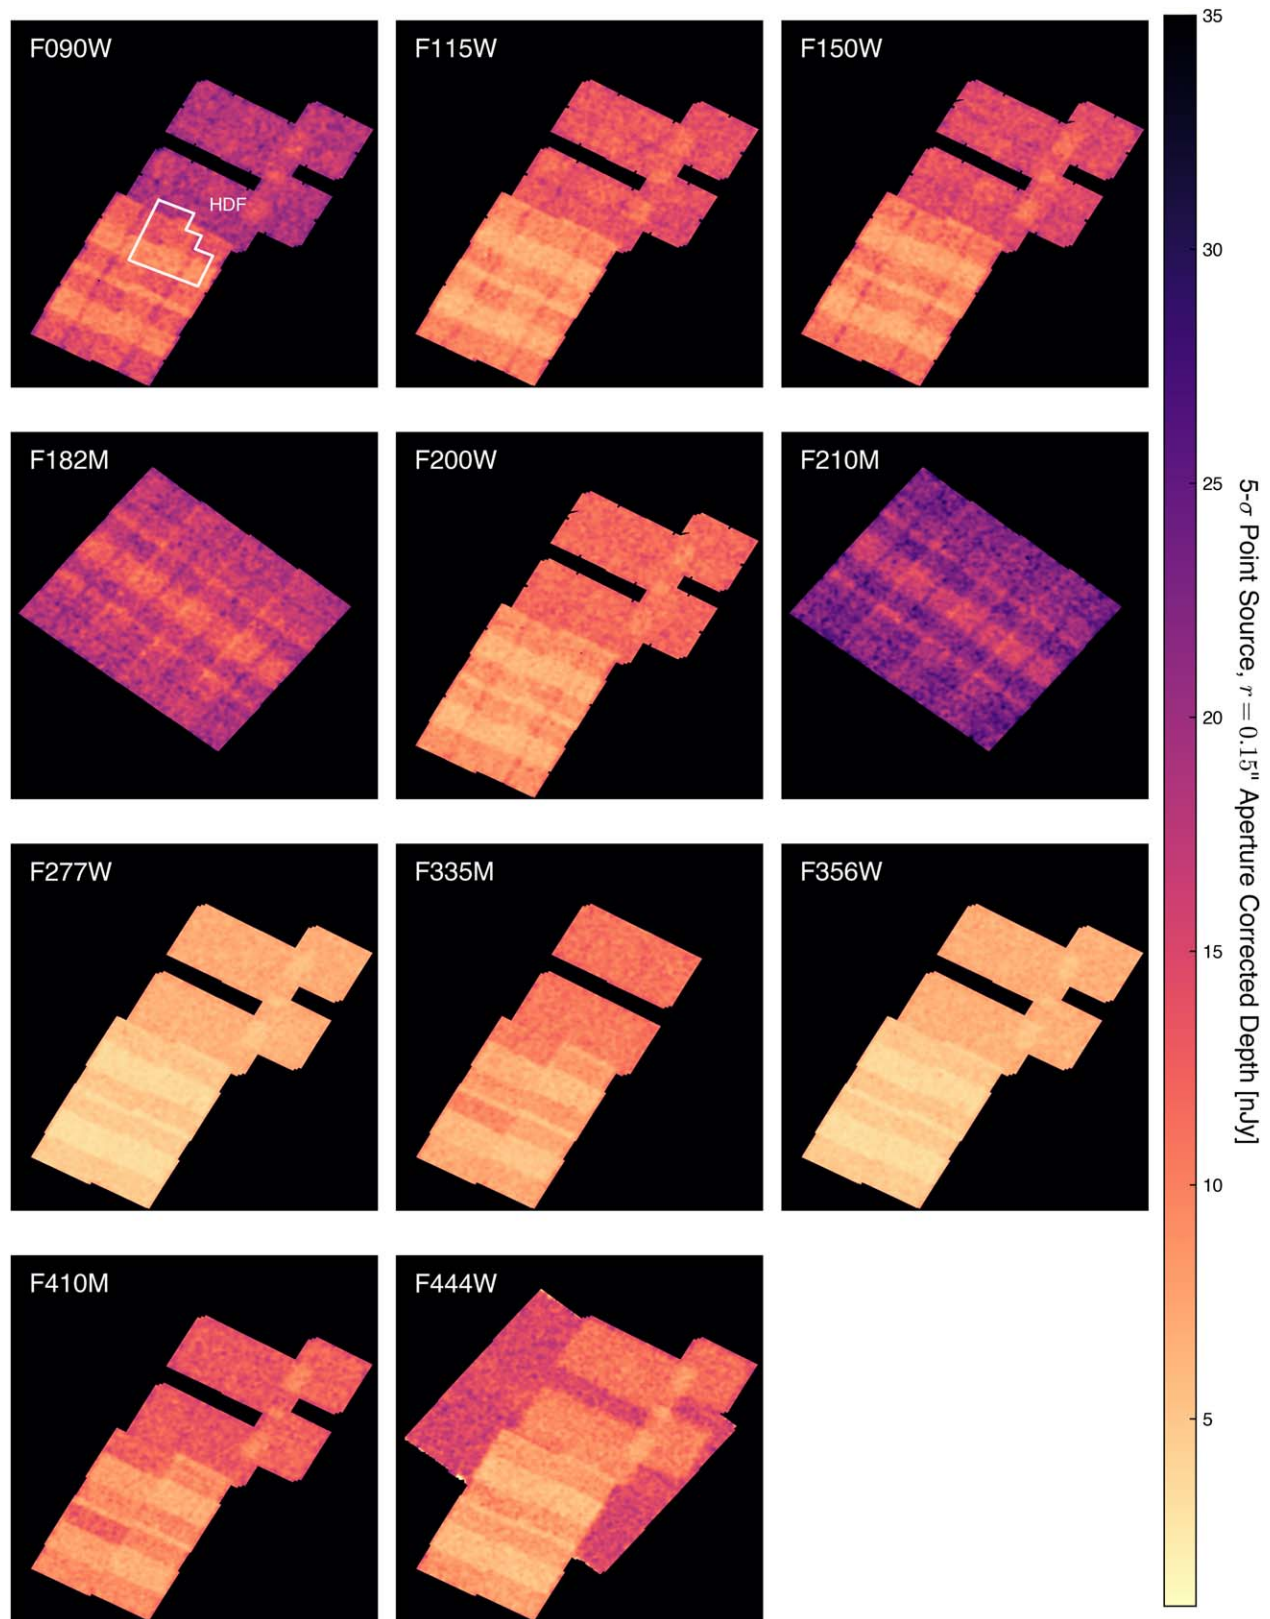 F090W
F115W
F150W
HDF
F182M
F200W
F210M
F277W
F335M
F356W
F410M
F444W
35
30
25
20
15
10
5
5-σ Point Source, r = 0.15" Aperture Corrected Depth [nJy]